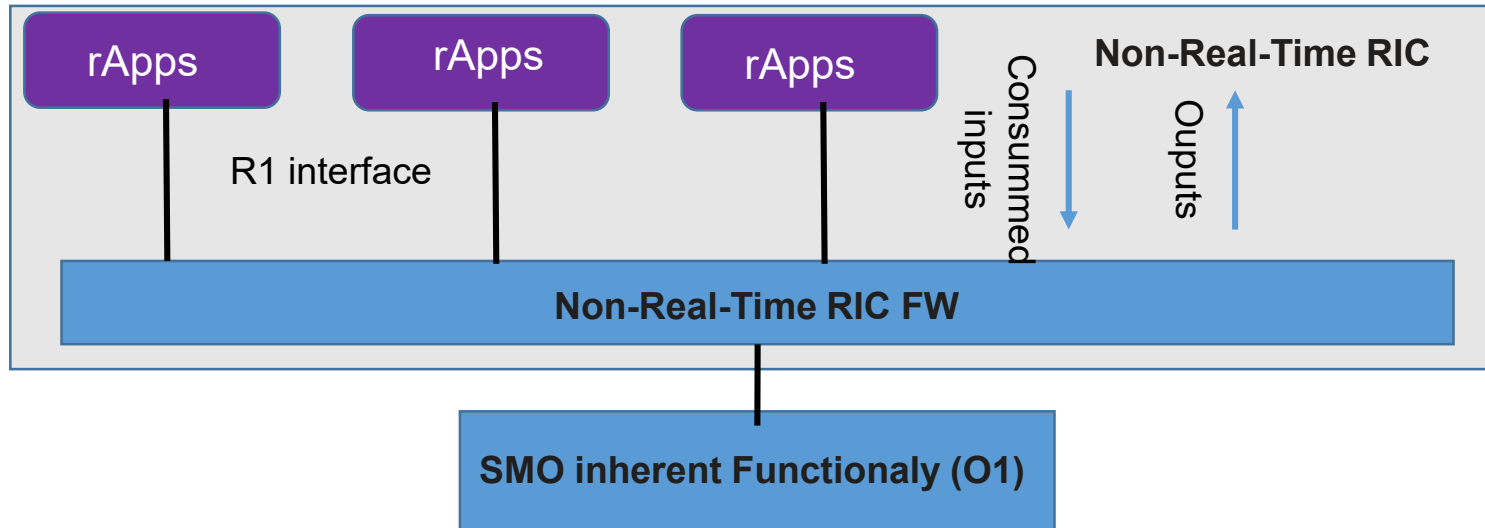 rApps
rApps
rApps
Non-Real-Time RIC
Consummed
inputs
Ouputs
R1 interface
Non-Real-Time RIC FW
SMO inherent Functionaly (O1)